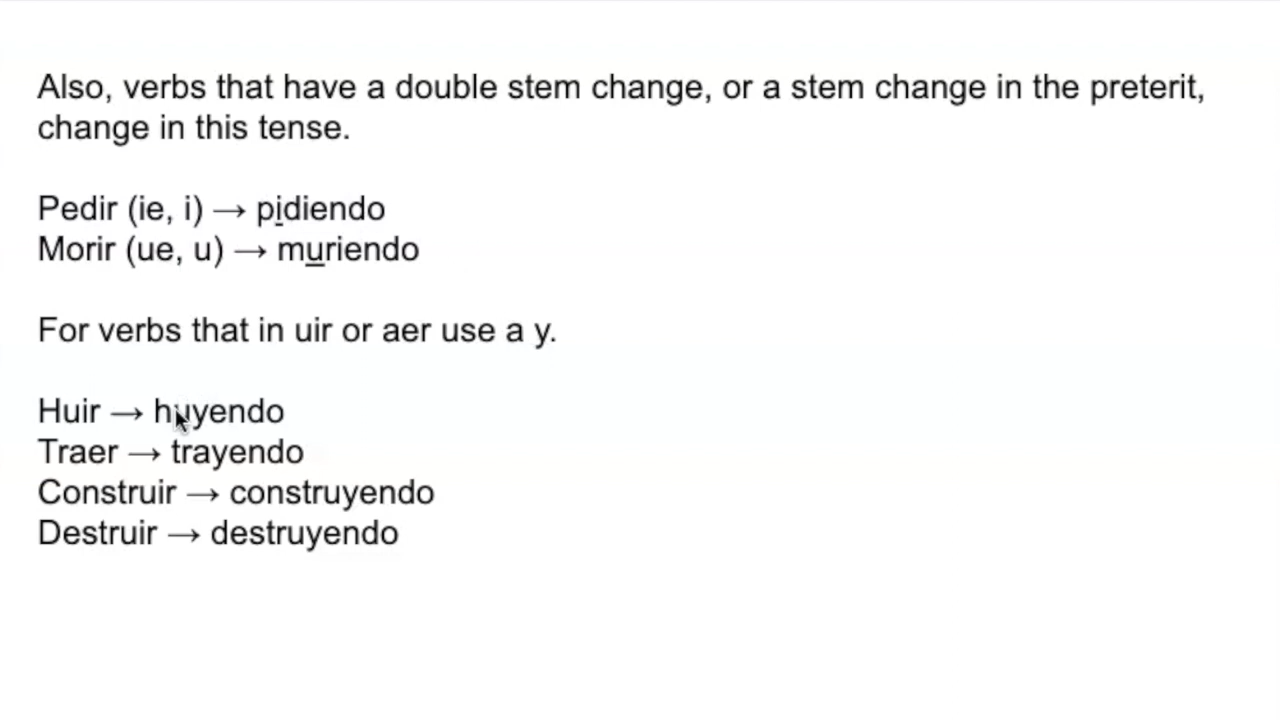 Also, verbs that have a double stem change, or a stem change in the preterit,
change in this tense.
Pedir (ie, i) → pidiendo
Morir (ue, u) → muriendo
For verbs that in uir or aer use a y.
Huir → huyendo
Traer → trayendo
Construir → construyendo
Destruir → destruyendo